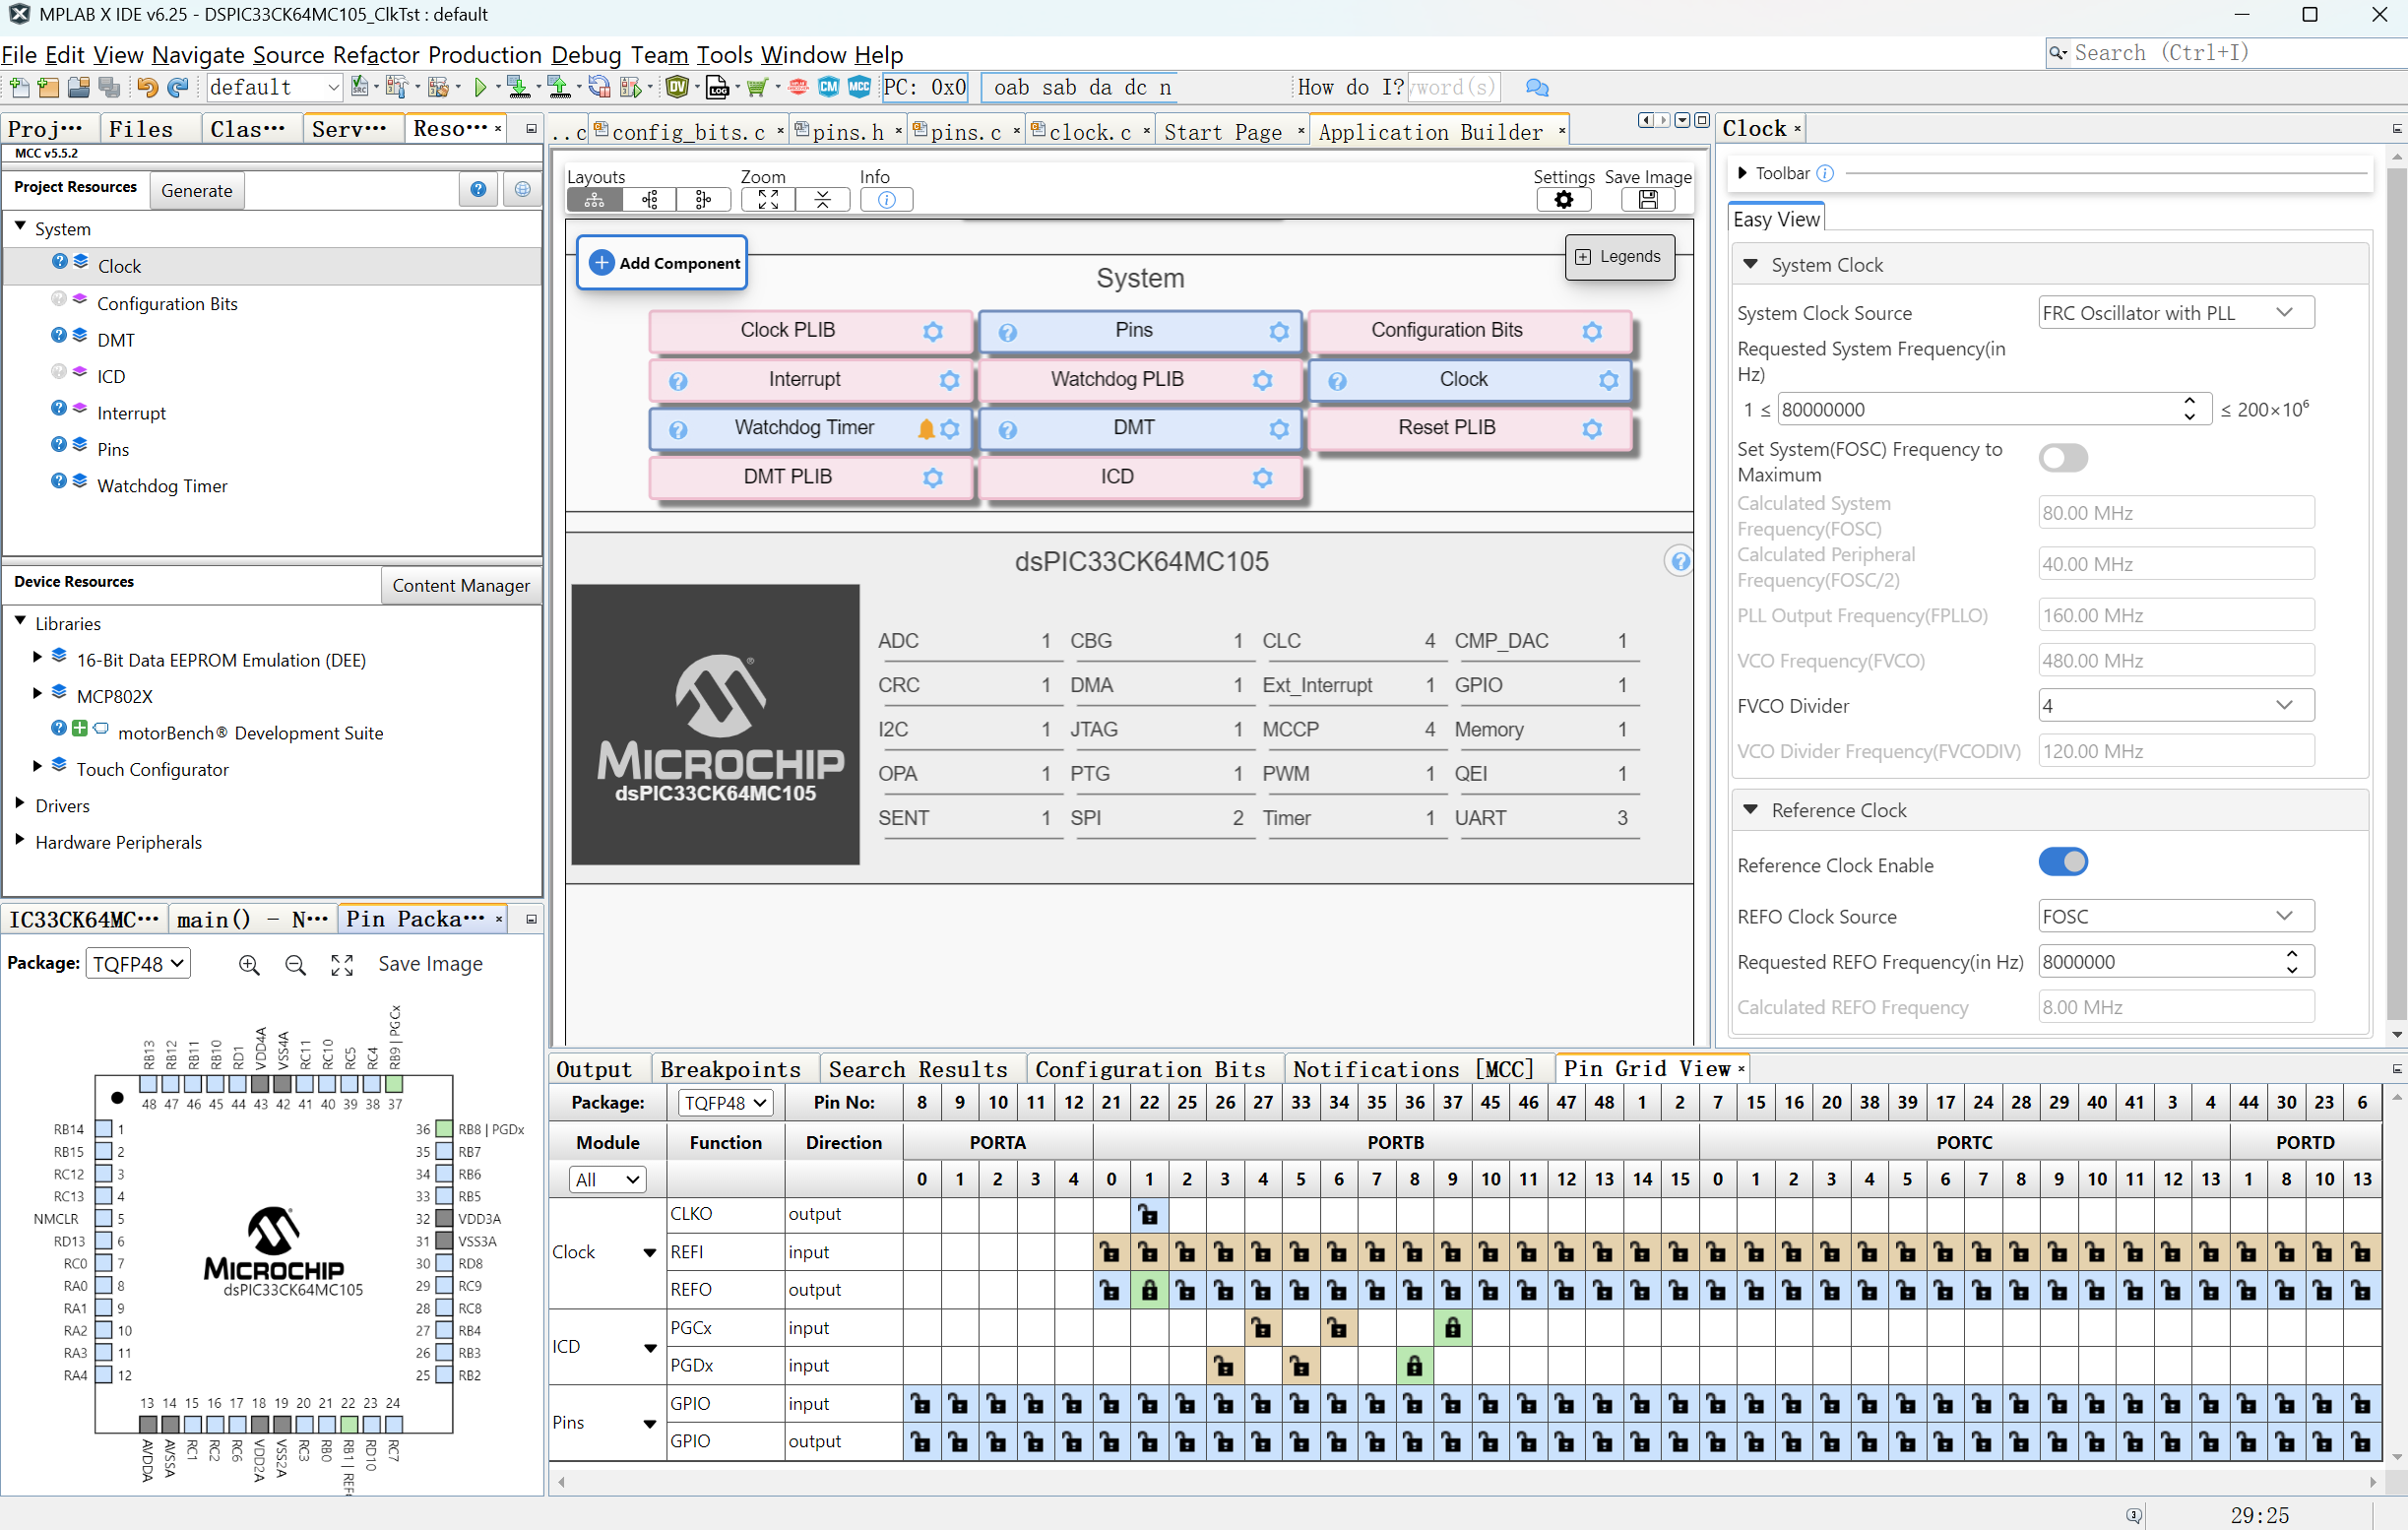 MPLAB X IDE v6.25 - DSPIC33CK64MC105_ClkTst : default
File Edit View Navigate Source Refactor Production Debug Team Tools Window Help
Search (Ctrl+I)
default
PC: 0x0
oab sab da dc n
How do I?
word(s)
Proj··· Files Clas··· Serv··· Reso···
MCC v5.5.2
Project Resources Generate
System
Clock
Configuration Bits
DMT
ICD
Interrupt
Pins
Watchdog Timer
Device Resources Content Manager
Libraries
16-Bit Data EEPROM Emulation (DEE)
MCP802X
motorBench® Development Suite
Touch Configurator
Drivers
Hardware Peripherals
IC33CK64MC··· main() - N··· Pin Packa···
Package: TQFP48 Save Image
RB13 RB12 RB11 RB10 RD1 VDD4A VSS4A RC11 RC10 RC5 RC4 RB9 | PGCx
48 47 46 45 44 43 42 41 40 39 38 37
RB14 1 36 RB8 | PGDx
RB15 2 35 RB7
RC12 3 34 RB6
RC13 4 33 RB5
NMCLR 5 32 VDD3A
RD13 6 31 VSS3A
RC0 7 30 RD8
RA0 8 29 RC9
RA1 9 28 RC8
RA2 10 27 RB4
RA3 11 26 RB3
RA4 12 25 RB2
MICROCHIP
dsPIC33CK64MC105
13 14 15 16 17 18 19 20 21 22 23 24
AVDDA AVSSA RC1 RC2 RC6 VDD2A VSS2A RC3 RB0 RB1 | REF RD10 RC7
..c config_bits.c pins.h pins.c clock.c Start Page Application Builder
Layouts Zoom Info Settings Save Image
Add Component
Legends
System
Clock PLIB Pins Configuration Bits
Interrupt Watchdog PLIB Clock
Watchdog Timer DMT Reset PLIB
DMT PLIB ICD
dsPIC33CK64MC105
MICROCHIP
dsPIC33CK64MC105
ADC 1 CBG 1 CLC 4 CMP_DAC 1
CRC 1 DMA 1 Ext_Interrupt 1 GPIO 1
I2C 1 JTAG 1 MCCP 4 Memory 1
OPA 1 PTG 1 PWM 1 QEI 1
SENT 1 SPI 2 Timer 1 UART 3
Clock
Toolbar
Easy View
System Clock
System Clock Source FRC Oscillator with PLL
Requested System Frequency(in
Hz)
1 ≤ 80000000 ≤ 200×10⁶
Set System(FOSC) Frequency to
Maximum
Calculated System
Frequency(FOSC) 80.00 MHz
Calculated Peripheral
Frequency(FOSC/2) 40.00 MHz
PLL Output Frequency(FPLLO) 160.00 MHz
VCO Frequency(FVCO) 480.00 MHz
FVCO Divider 4
VCO Divider Frequency(FVCODIV) 120.00 MHz
Reference Clock
Reference Clock Enable
REFO Clock Source FOSC
Requested REFO Frequency(in Hz) 8000000
Calculated REFO Frequency 8.00 MHz
Output Breakpoints Search Results Configuration Bits Notifications [MCC] Pin Grid View
Package: TQFP48 Pin No: 8 9 10 11 12 21 22 25 26 27 33 34 35 36 37 45 46 47 48 1 2 7 15 16 20 38 39 17 24 28 29 40 41 3 4 44 30 23 6
Module Function Direction PORTA PORTB PORTC PORTD
All 0 1 2 3 4 0 1 2 3 4 5 6 7 8 9 10 11 12 13 14 15 0 1 2 3 4 5 6 7 8 9 10 11 12 13 1 8 10 13
CLKO output
Clock REFI input
REFO output
PGCx input
ICD
PGDx input
GPIO input
Pins
GPIO output
29:25